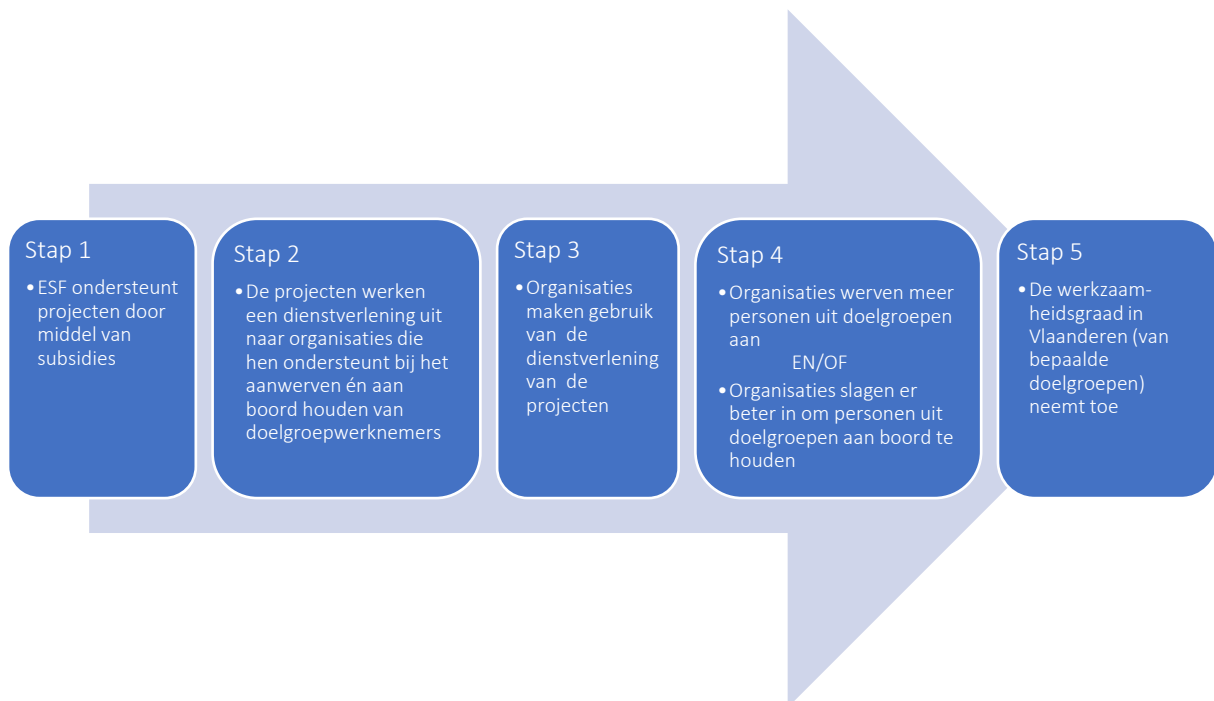 Stap 1
•ESF ondersteunt
projecten door
middel van
subsidies
Stap 2
•De projecten werken
een dienstverlening uit
naar organisaties die
hen ondersteunt bij het
aanwerven én aan
boord houden van
doelgroepwerknemers
Stap 3
•Organisaties
maken gebruik
van de
dienstverlening
van de
projecten
Stap 4
•Organisaties werven meer
personen uit doelgroepen
aan
EN/OF
•Organisaties slagen er
beter in om personen uit
doelgroepen aan boord te
houden
Stap 5
•De werkzaam-
heidsgraad in
Vlaanderen (van
bepaalde
doelgroepen)
neemt toe